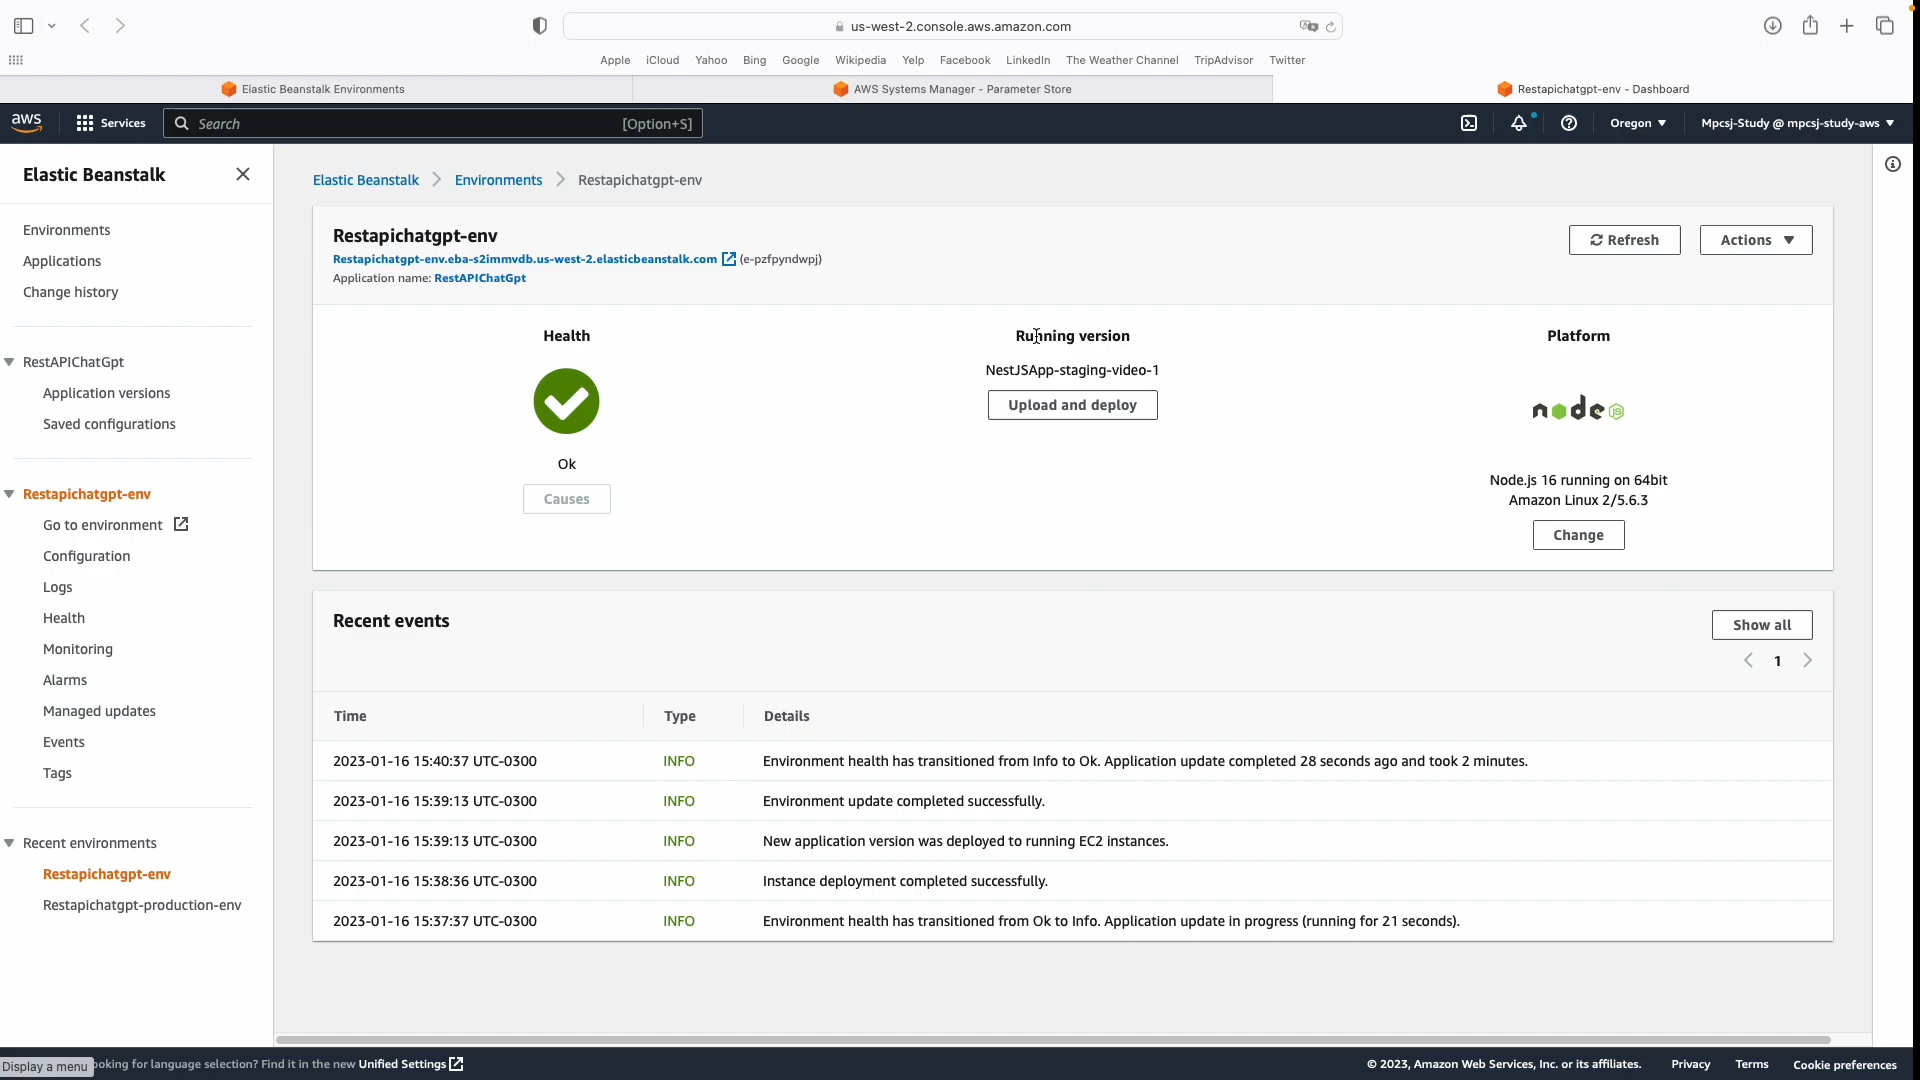 us-west-2.console.aws.amazon.com
Apple iCloud Yahoo Bing Google Wikipedia Yelp Facebook LinkedIn The Weather Channel TripAdvisor Twitter
Elastic Beanstalk Environments
AWS Systems Manager - Parameter Store
Restapichatgpt-env - Dashboard
aws
Services
Search
[Option+S]
Oregon
Mpcsj-Study @ mpcsj-study-aws
Elastic Beanstalk
Environments
Applications
Change history
RestAPIChatGpt
Application versions
Saved configurations
Restapichatgpt-env
Go to environment
Configuration
Logs
Health
Monitoring
Alarms
Managed updates
Events
Tags
Recent environments
Restapichatgpt-env
Restapichatgpt-production-env
Elastic Beanstalk
Environments
Restapichatgpt-env
Restapichatgpt-env
Restapichatgpt-env.eba-s2immvdb.us-west-2.elasticbeanstalk.com (e-pzfpyndwpj)
Application name: RestAPIChatGpt
Refresh
Actions
Health
Ok
Causes
Running version
NestJSApp-staging-video-1
Upload and deploy
Platform
node JS
Node.js 16 running on 64bit
Amazon Linux 2/5.6.3
Change
Recent events
Show all
1
Time Type Details
2023-01-16 15:40:37 UTC-0300 INFO Environment health has transitioned from Info to Ok. Application update completed 28 seconds ago and took 2 minutes.
2023-01-16 15:39:13 UTC-0300 INFO Environment update completed successfully.
2023-01-16 15:39:13 UTC-0300 INFO New application version was deployed to running EC2 instances.
2023-01-16 15:38:36 UTC-0300 INFO Instance deployment completed successfully.
2023-01-16 15:37:37 UTC-0300 INFO Environment health has transitioned from Ok to Info. Application update in progress (running for 21 seconds).
Display a menu
ooking for language selection? Find it in the new Unified Settings
© 2023, Amazon Web Services, Inc. or its affiliates.
Privacy
Terms
Cookie preferences